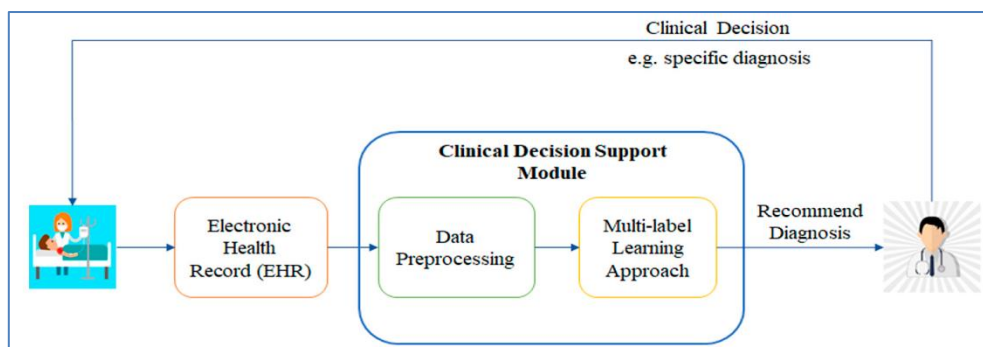 Clinical Decision
e.g. specific diagnosis
Clinical Decision Support
Module
Electronic
Health
Record (EHR)
Data
Preprocessing
Multi-label
Learning
Approach
Recommend
Diagnosis